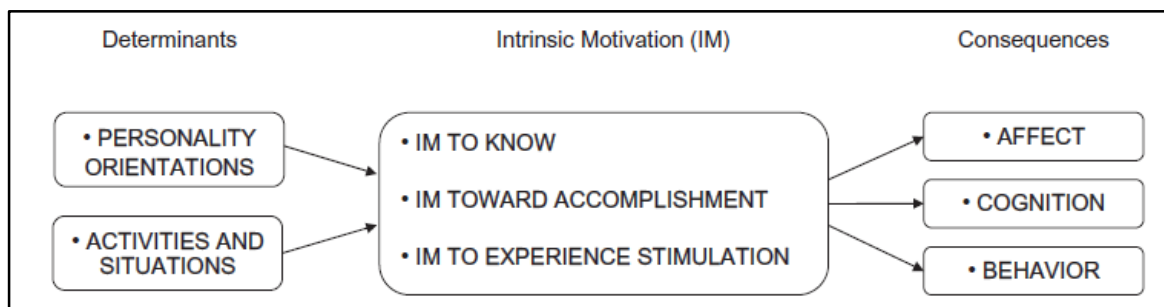 Determinants
Intrinsic Motivation (IM)
Consequences
• PERSONALITY
ORIENTATIONS
• ACTIVITIES AND
SITUATIONS
• IM TO KNOW
• IM TOWARD ACCOMPLISHMENT
• IM TO EXPERIENCE STIMULATION
• AFFECT
• COGNITION
• BEHAVIOR